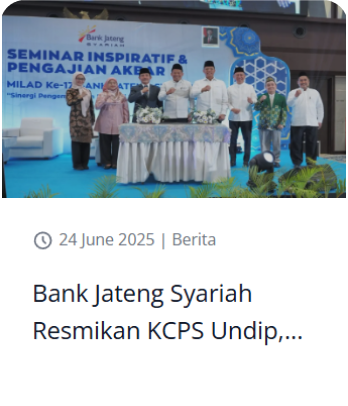 Bank Jateng
SYARIAH
SEMINAR INSPIRATIF &
PENGAJIAN AKBAR
MILAD Ke-17
"Sinergi
24 June 2025 | Berita
Bank Jateng Syariah
Resmikan KCPS Undip,...